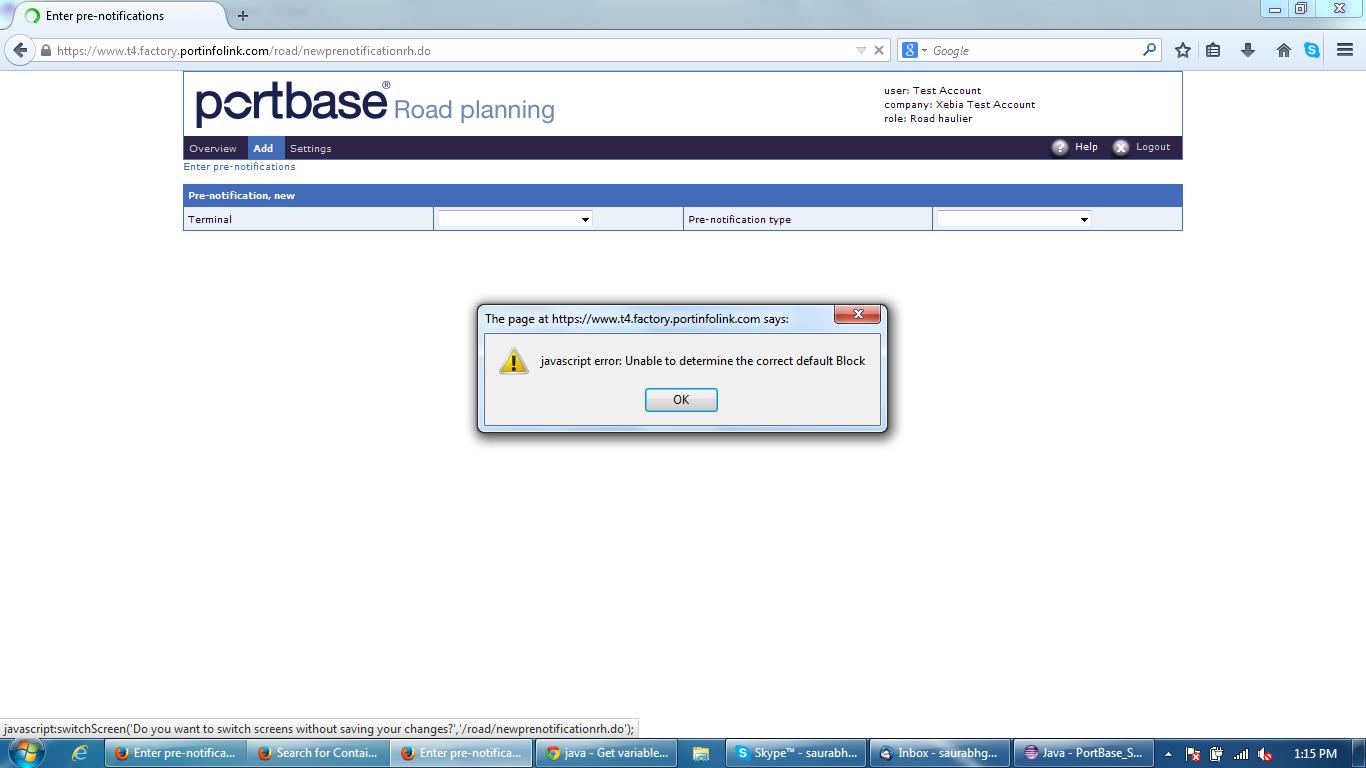 Enter pre-notifications
https://www.t4.factory.portinfolink.com/road/newprenotificationrh.do
8 Google
portbase® Road planning
user: Test Account
company: Xebia Test Account
role: Road haulier
Overview Add Settings Help Logout
Enter pre-notifications
Pre-notification, new
Terminal Pre-notification type
The page at https://www.t4.factory.portinfolink.com says:
javascript error: Unable to determine the correct default Block
OK
javascript:switchScreen('Do you want to switch screens without saving your changes?','/road/newprenotificationrh.do');
Enter pre-notifica... Search for Contai... Enter pre-notifica... java - Get variable... Skype™ - saurabh... Inbox - saurabhg... Java - PortBase_S... 1:15 PM